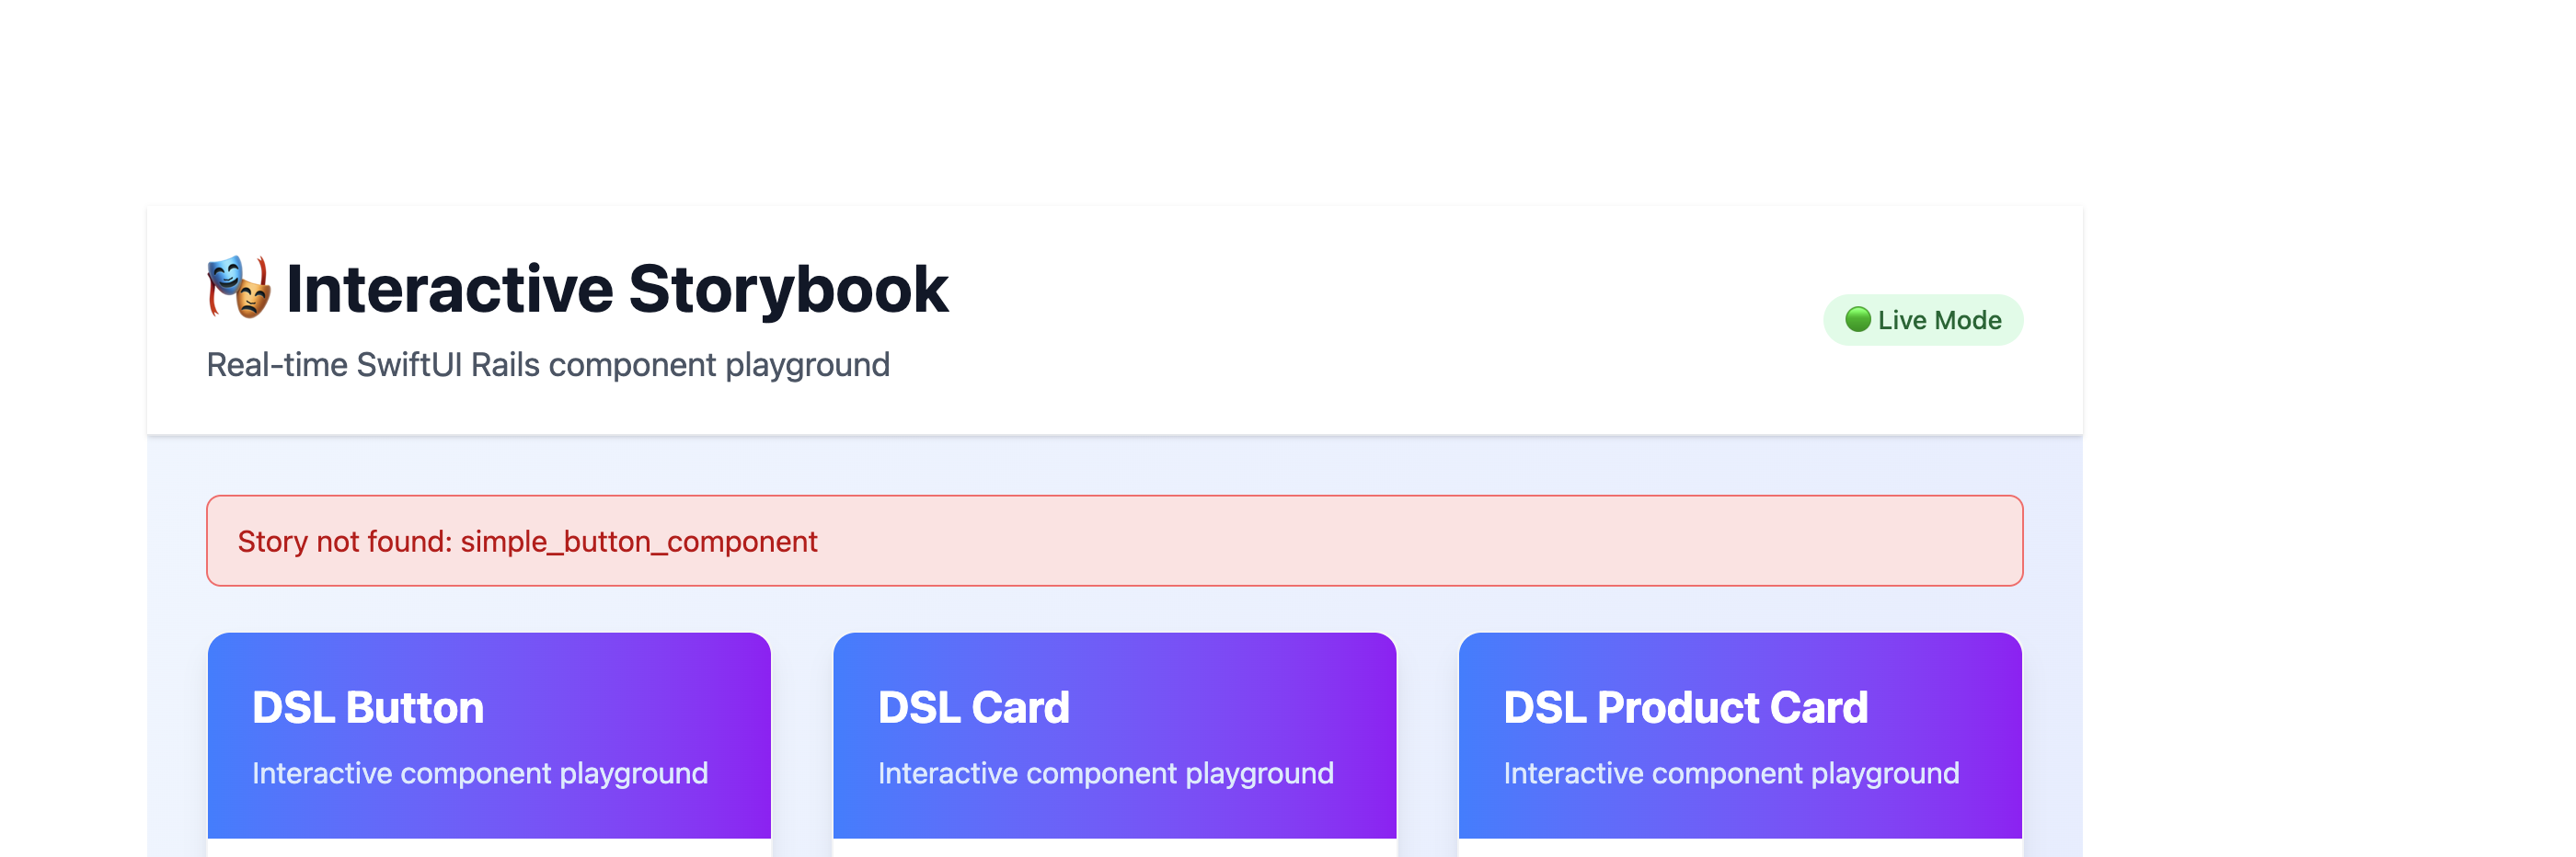 Interactive Storybook
Real-time SwiftUI Rails component playground
Live Mode
Story not found: simple_button_component
DSL Button
Interactive component playground
DSL Card
Interactive component playground
DSL Product Card
Interactive component playground